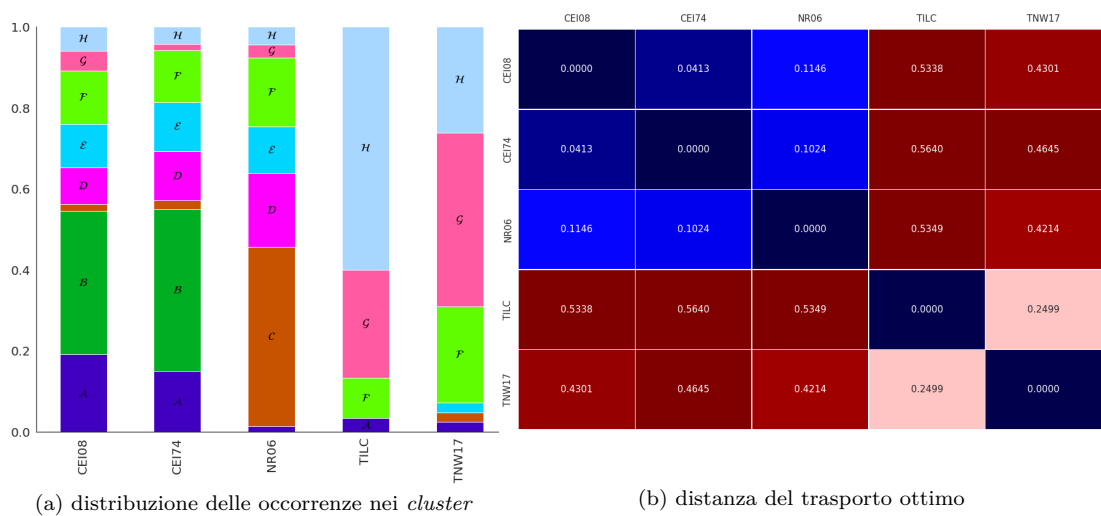 1.0
0.8
0.6
0.4
0.2
0.0
H
G
F
E
D
B
A
H
F
E
D
B
A
H
G
F
E
D
C
H
G
F
A
H
G
F
CEI08
CEI74
NR06
TILC
TNW17
(a) distribuzione delle occorrenze nei cluster
CEI08 CEI74 NR06 TILC TNW17
CEI08 0.0000 0.0413 0.1146 0.5338 0.4301
CEI74 0.0413 0.0000 0.1024 0.5640 0.4645
NR06 0.1146 0.1024 0.0000 0.5349 0.4214
TILC 0.5338 0.5640 0.5349 0.0000 0.2499
TNW17 0.4301 0.4645 0.4214 0.2499 0.0000
(b) distanza del trasporto ottimo